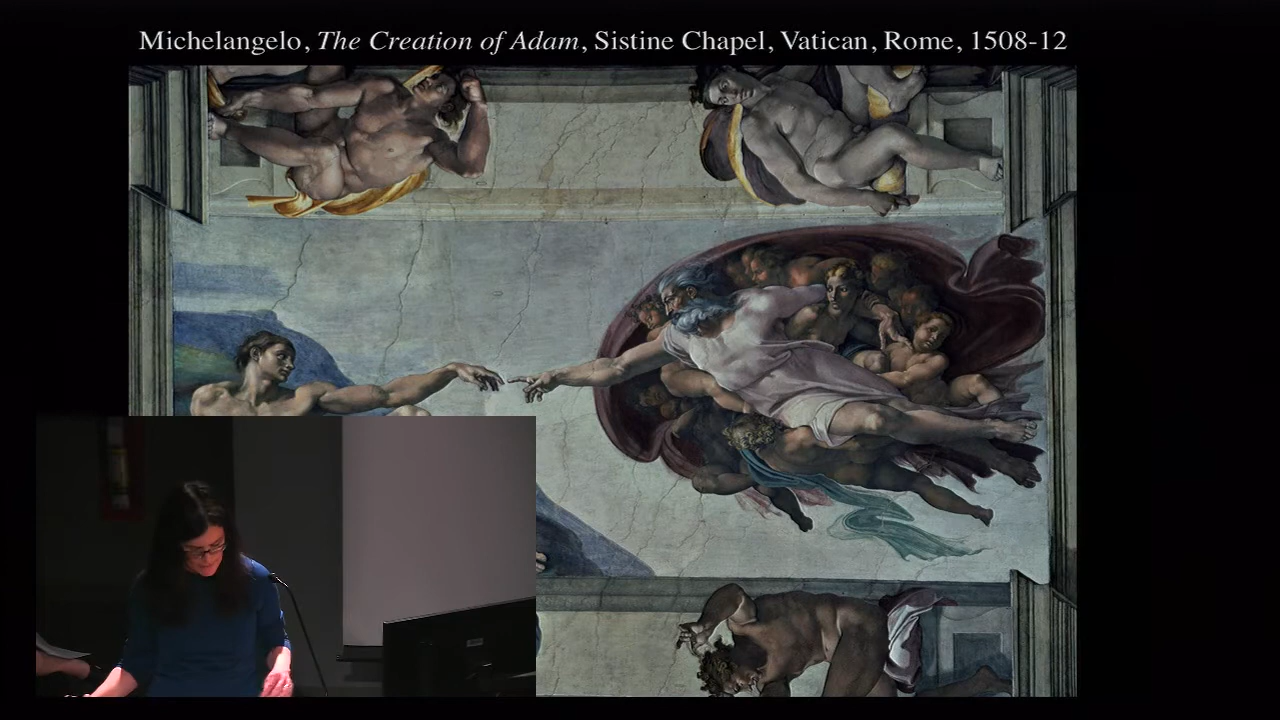 Michelangelo, The Creation of Adam, Sistine Chapel, Vatican, Rome, 1508-12